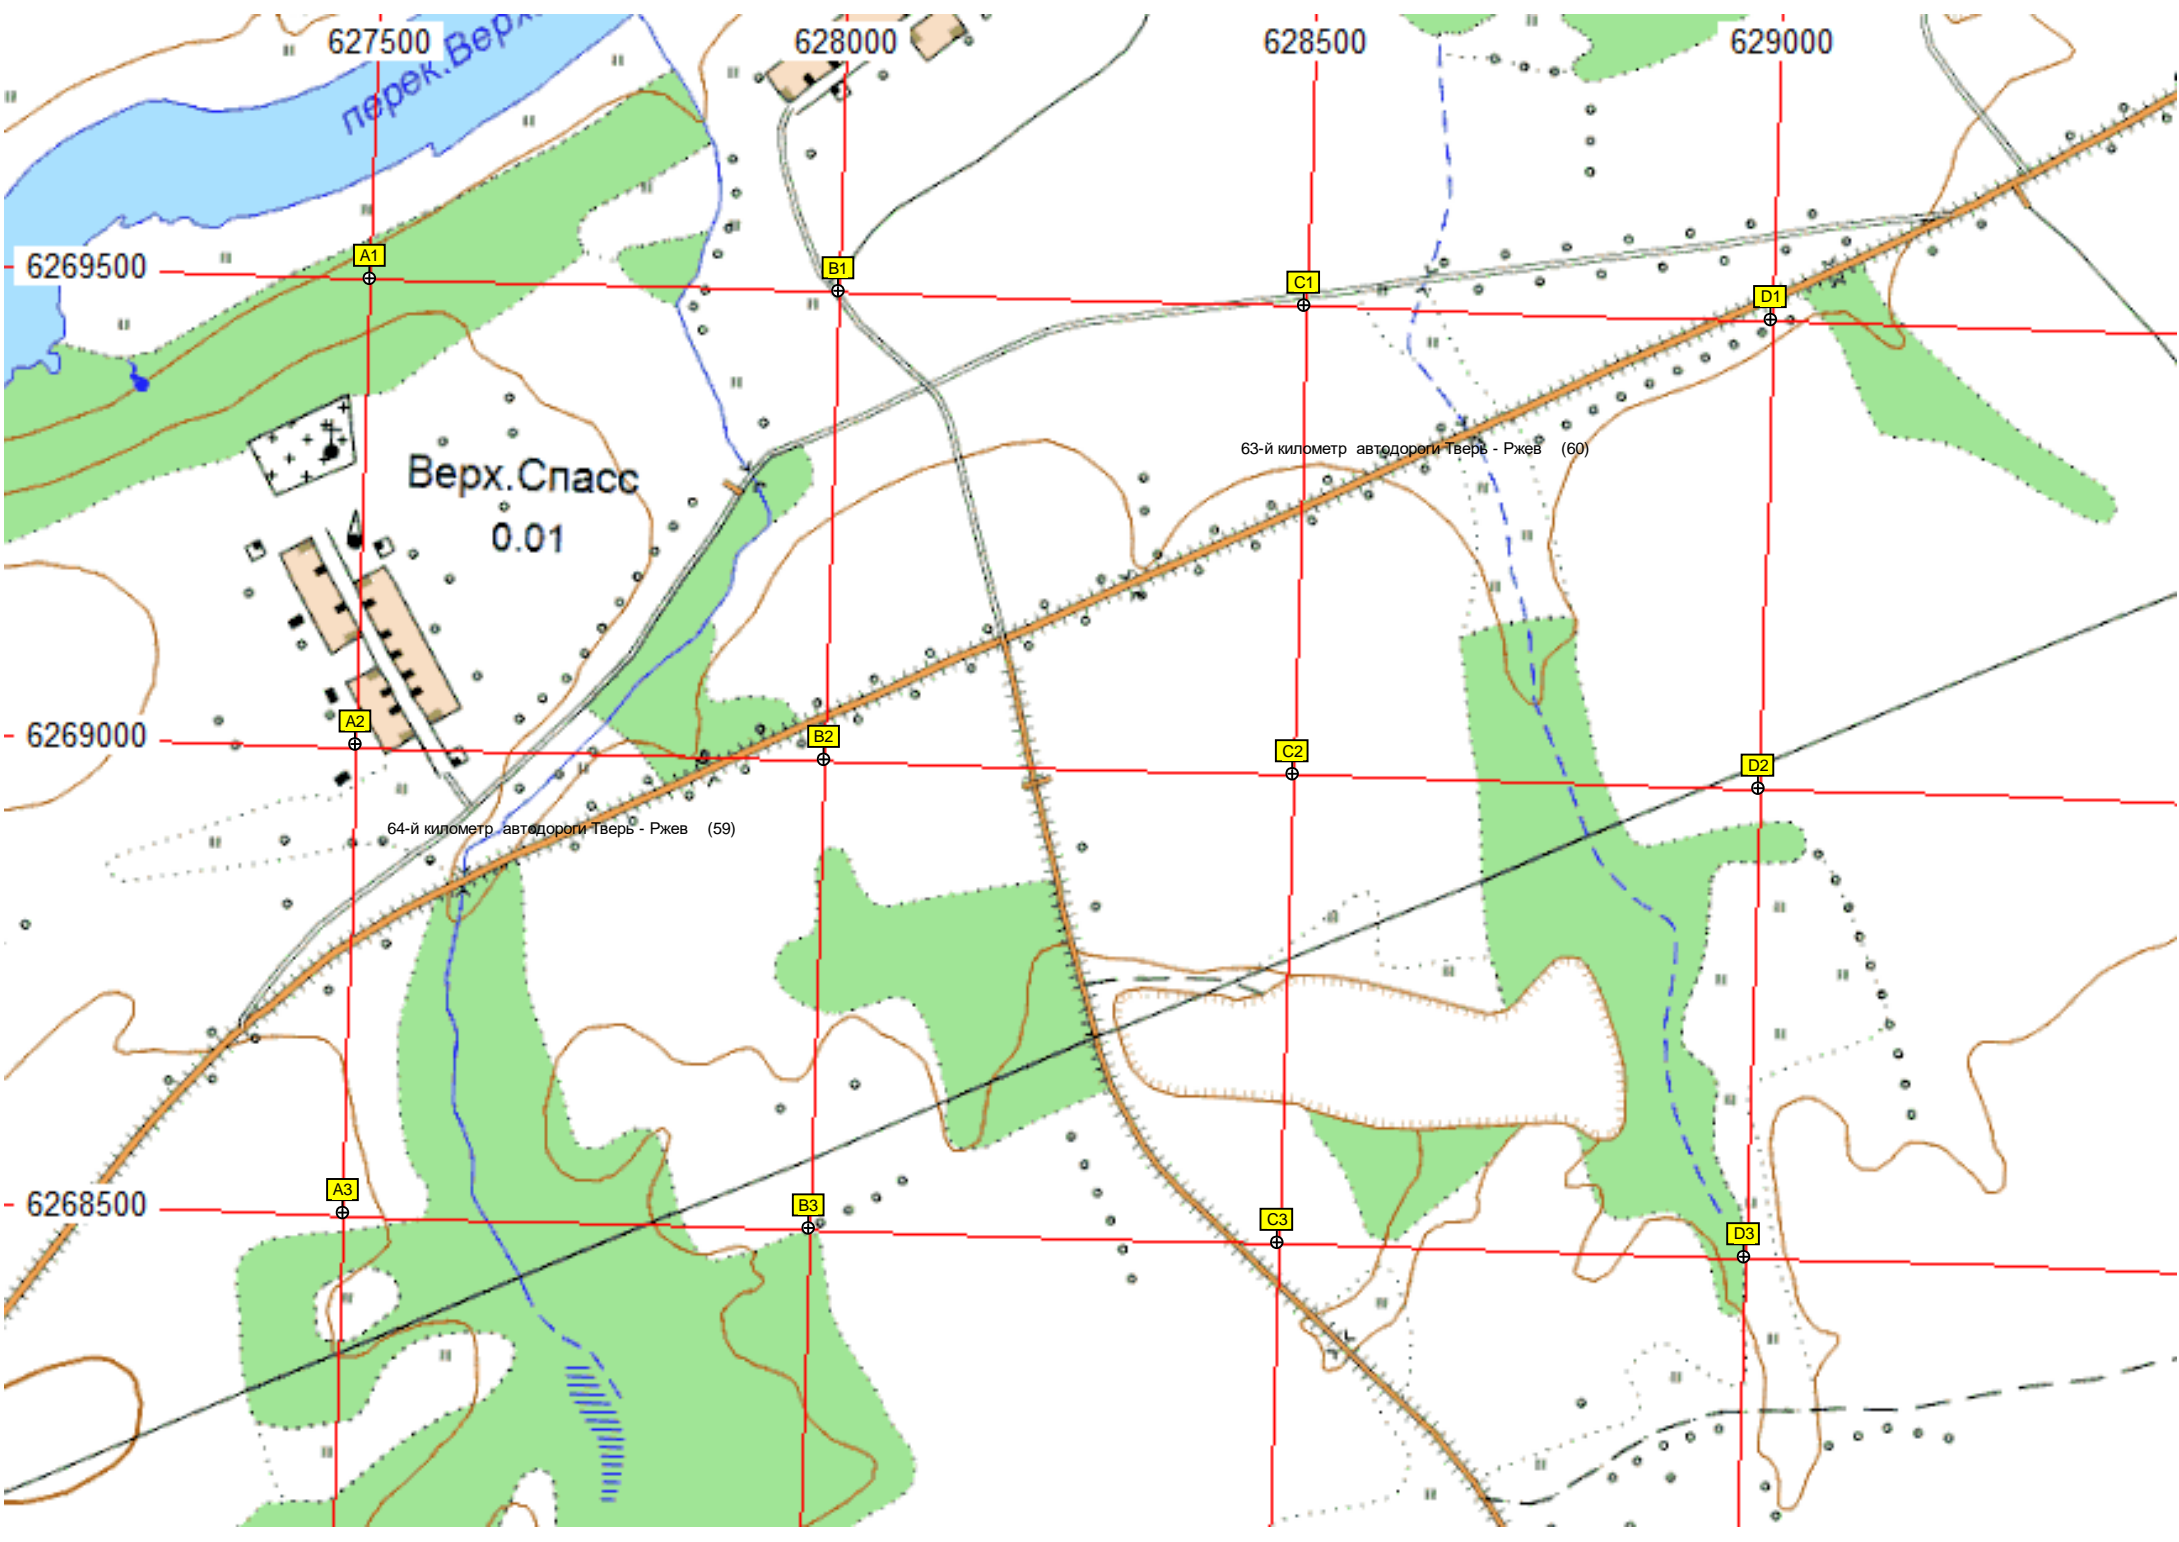 627500
628000
628500
629000
перек.Верх
6269500
A1
B1
C1
D1
63-й километр автодороги Тверь - Ржев (60)
Верх.Спасс
0.01
6269000
A2
B2
C2
D2
64-й километр автодороги Тверь - Ржев (59)
6268500
A3
B3
C3
D3